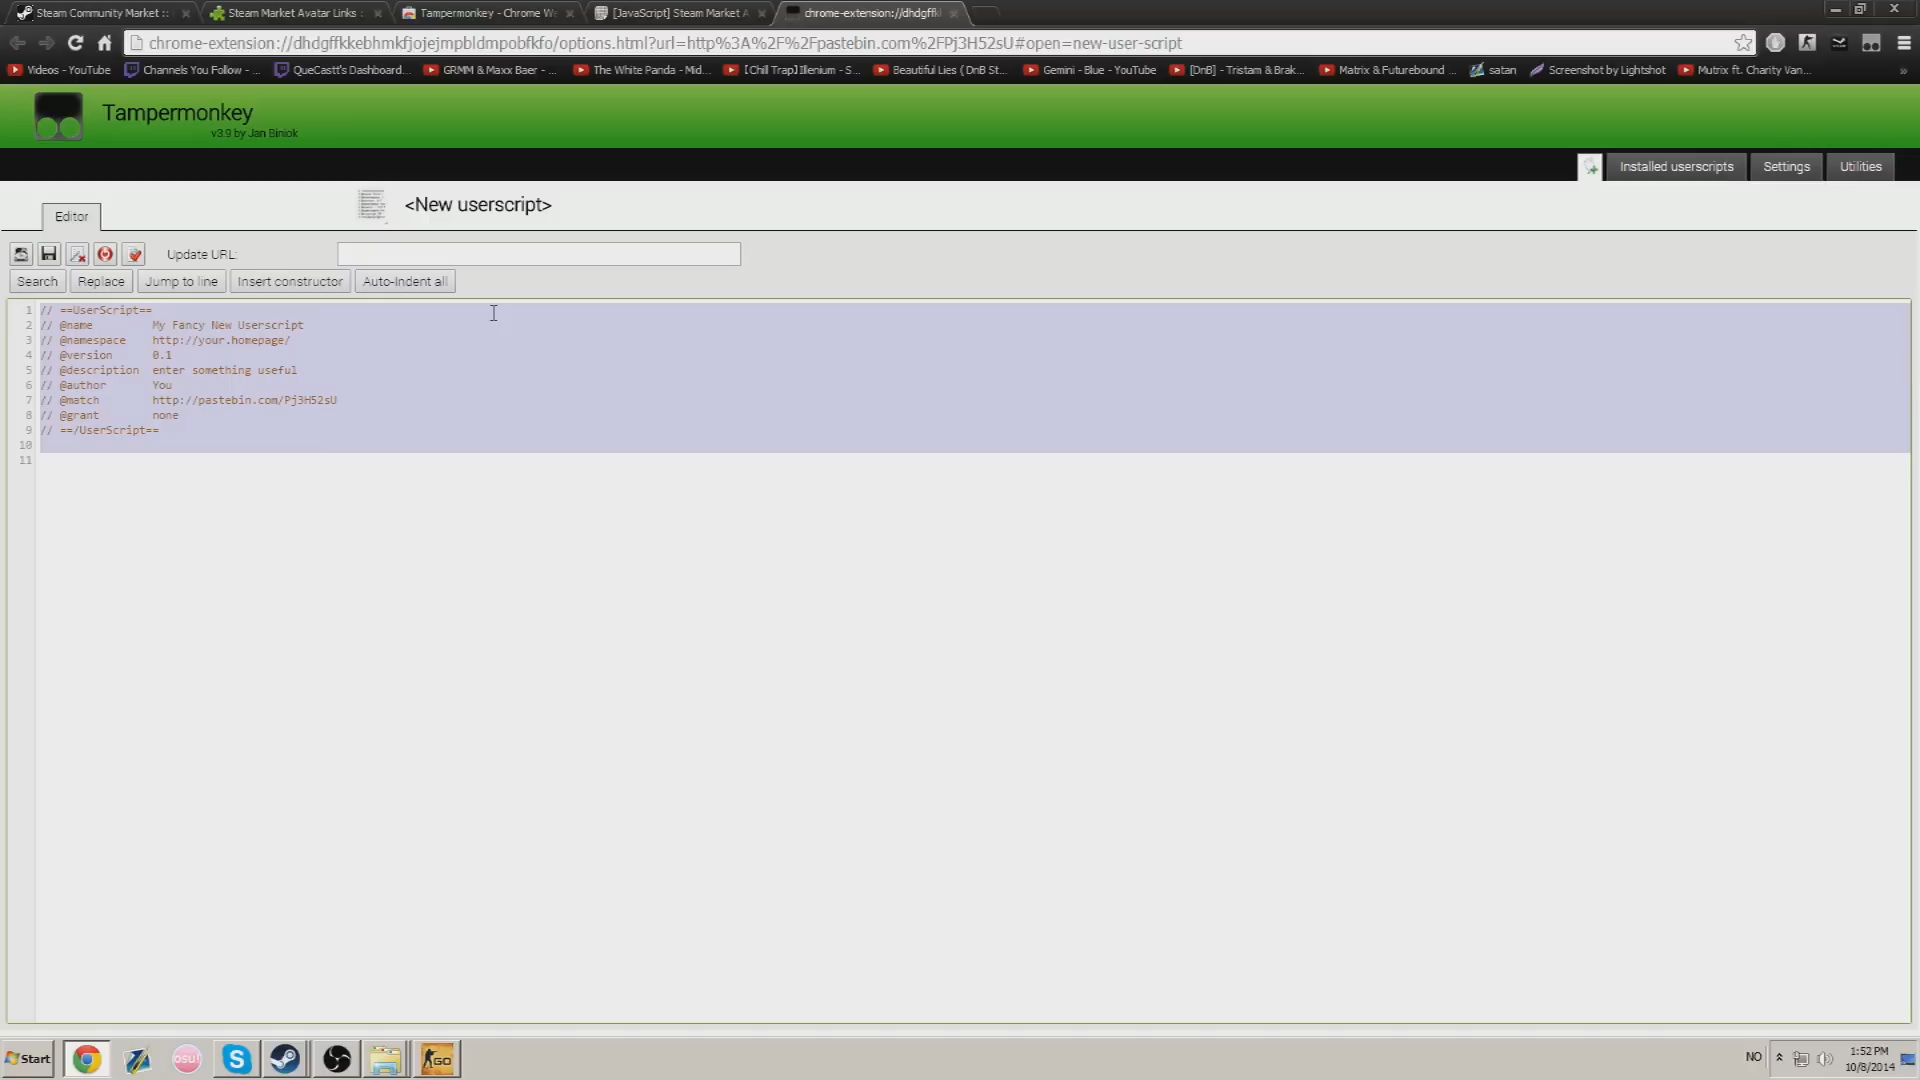 Steam Community Market ::
Steam Market Avatar Links :
Tampermonkey - Chrome We
[JavaScript] Steam Market A
chrome-extension://dhdgffkl
chrome-extension://dhdgffkkebhmkfjojejmpbldmpobfkfo/options.html?url=http%3A%2F%2Fpastebin.com%2FPj3H52sU#open=new-user-script
Videos - YouTube
Channels You Follow - ...
QueCastt's Dashboard...
GRMM & Maxx Baer - ...
The White Panda - Mid...
[Chill Trap] Illenium - S...
Beautiful Lies ( DnB St...
Gemini - Blue - YouTube
[DnB] - Tristam & Brak...
Matrix & Futurebound ...
satan
Screenshot by Lightshot
Mutrix ft. Charity Van...
»
Tampermonkey
v3.9 by Jan Biniok
Installed userscripts
Settings
Utilities
<New userscript>
Editor
Update URL:
Search
Replace
Jump to line
Insert constructor
Auto-Indent all
1 // ==UserScript==
2 // @name My Fancy New Userscript
3 // @namespace http://your.homepage/
4 // @version 0.1
5 // @description enter something useful
6 // @author You
7 // @match http://pastebin.com/Pj3H52sU
8 // @grant none
9 // ==/UserScript==
10
11
Start
osu!
GO
NO
1:52 PM
10/8/2014